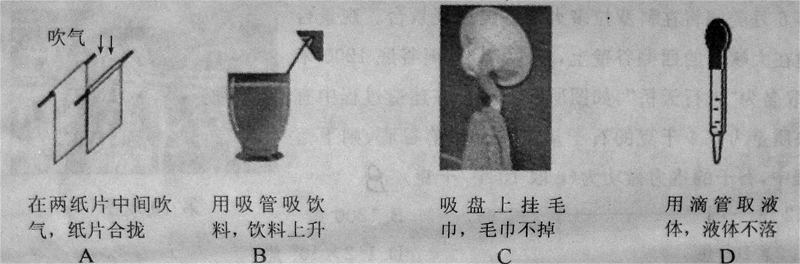 吹气
在两纸片中间吹
气，纸片合拢
A
用吸管吸饮
料，饮料上升
B
吸盘上挂毛
巾，毛巾不掉
C
用滴管取液
体，液体不落
D